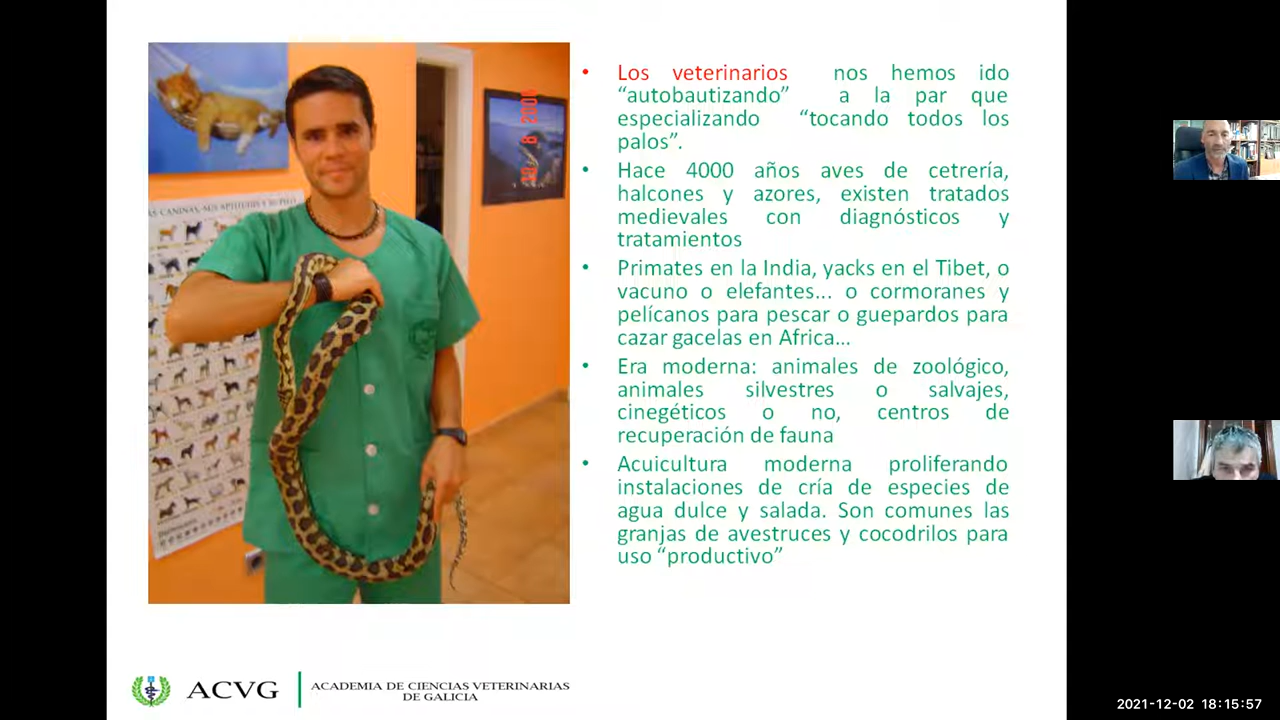 Los veterinarios nos hemos ido
“autobautizando” a la par que
especializando “tocando todos los
palos”.
Hace 4000 años aves de cetrería,
halcones y azores, existen tratados
medievales con diagnósticos y
tratamientos
Primates en la India, yacks en el Tibet, o
vacuno o elefantes... o cormoranes y
pelícanos para pescar o guepardos para
cazar gacelas en Africa...
Era moderna: animales de zoológico,
animales silvestres o salvajes,
cinegéticos o no, centros de
recuperación de fauna
Acuicultura moderna proliferando
instalaciones de cría de especies de
agua dulce y salada. Son comunes las
granjas de avestruces y cocodrilos para
uso “productivo”
CANINAS, SUS APTITUDES Y SU PELO
ACVG
ACADEMIA DE CIENCIAS VETERINARIAS
DE GALICIA
2021-12-02 18:15:57